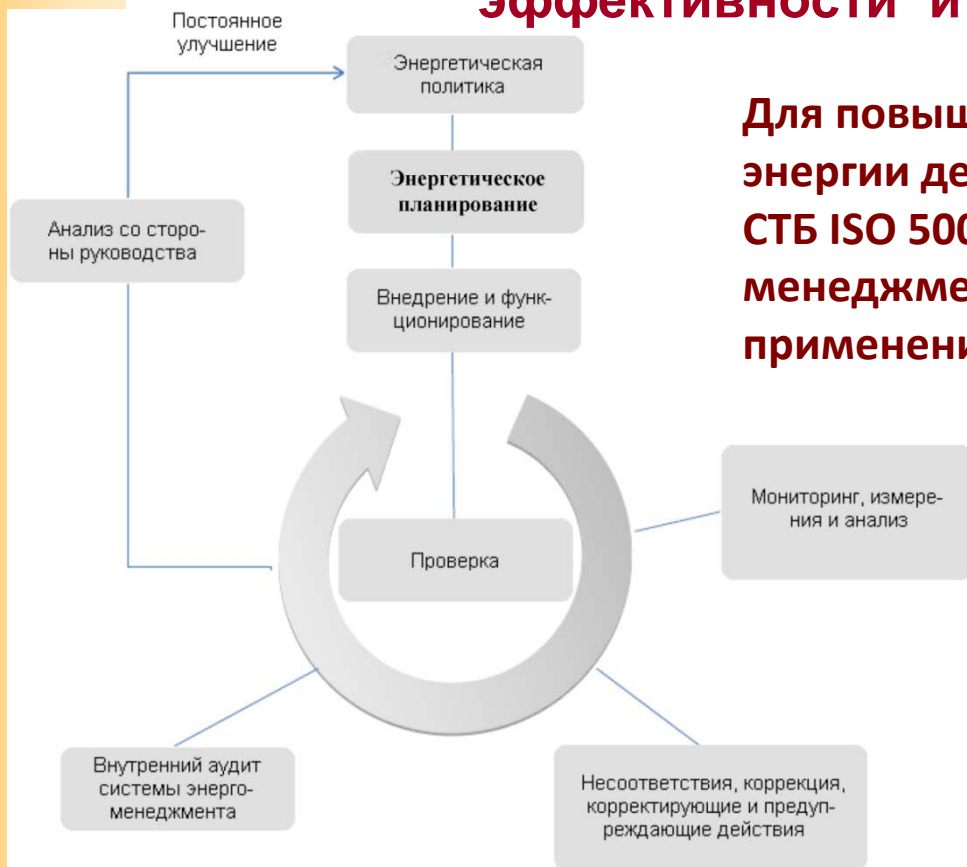 эффективности и
Постоянное
улучшение
Энергетическая
политика
Для повыш
энергии де
СТБ ISO 500
менеджме
применени
Энергетическое
планирование
Анализ со сторо-
ны руководства
Внедрение и функ-
ционирование
Мониторинг, измере-
ния и анализ
Проверка
Внутренний аудит
системы энерго-
менеджмента
Несоответствия, коррекция,
корректирующие и предуп-
реждающие действия